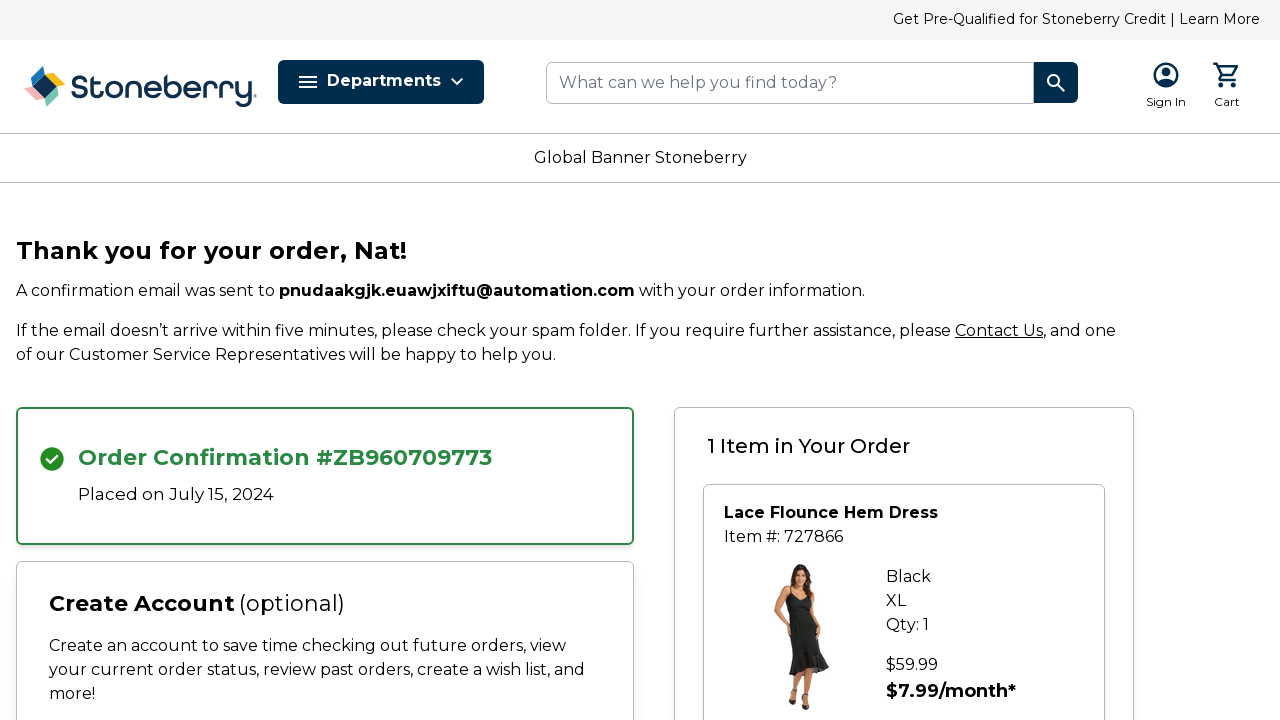 Get Pre-Qualified for Stoneberry Credit | Learn More
Stoneberry®
Departments
What can we help you find today?
Sign In
Cart
Global Banner Stoneberry
Thank you for your order, Nat!
A confirmation email was sent to pnudaakgjk.euawjxiftu@automation.com with your order information.
If the email doesn’t arrive within five minutes, please check your spam folder. If you require further assistance, please Contact Us, and one
of our Customer Service Representatives will be happy to help you.
Order Confirmation #ZB960709773
Placed on July 15, 2024
Create Account (optional)
Create an account to save time checking out future orders, view
your current order status, review past orders, create a wish list, and
more!
1 Item in Your Order
Lace Flounce Hem Dress
Item #: 727866
Black
XL
Qty: 1
$59.99
$7.99/month*